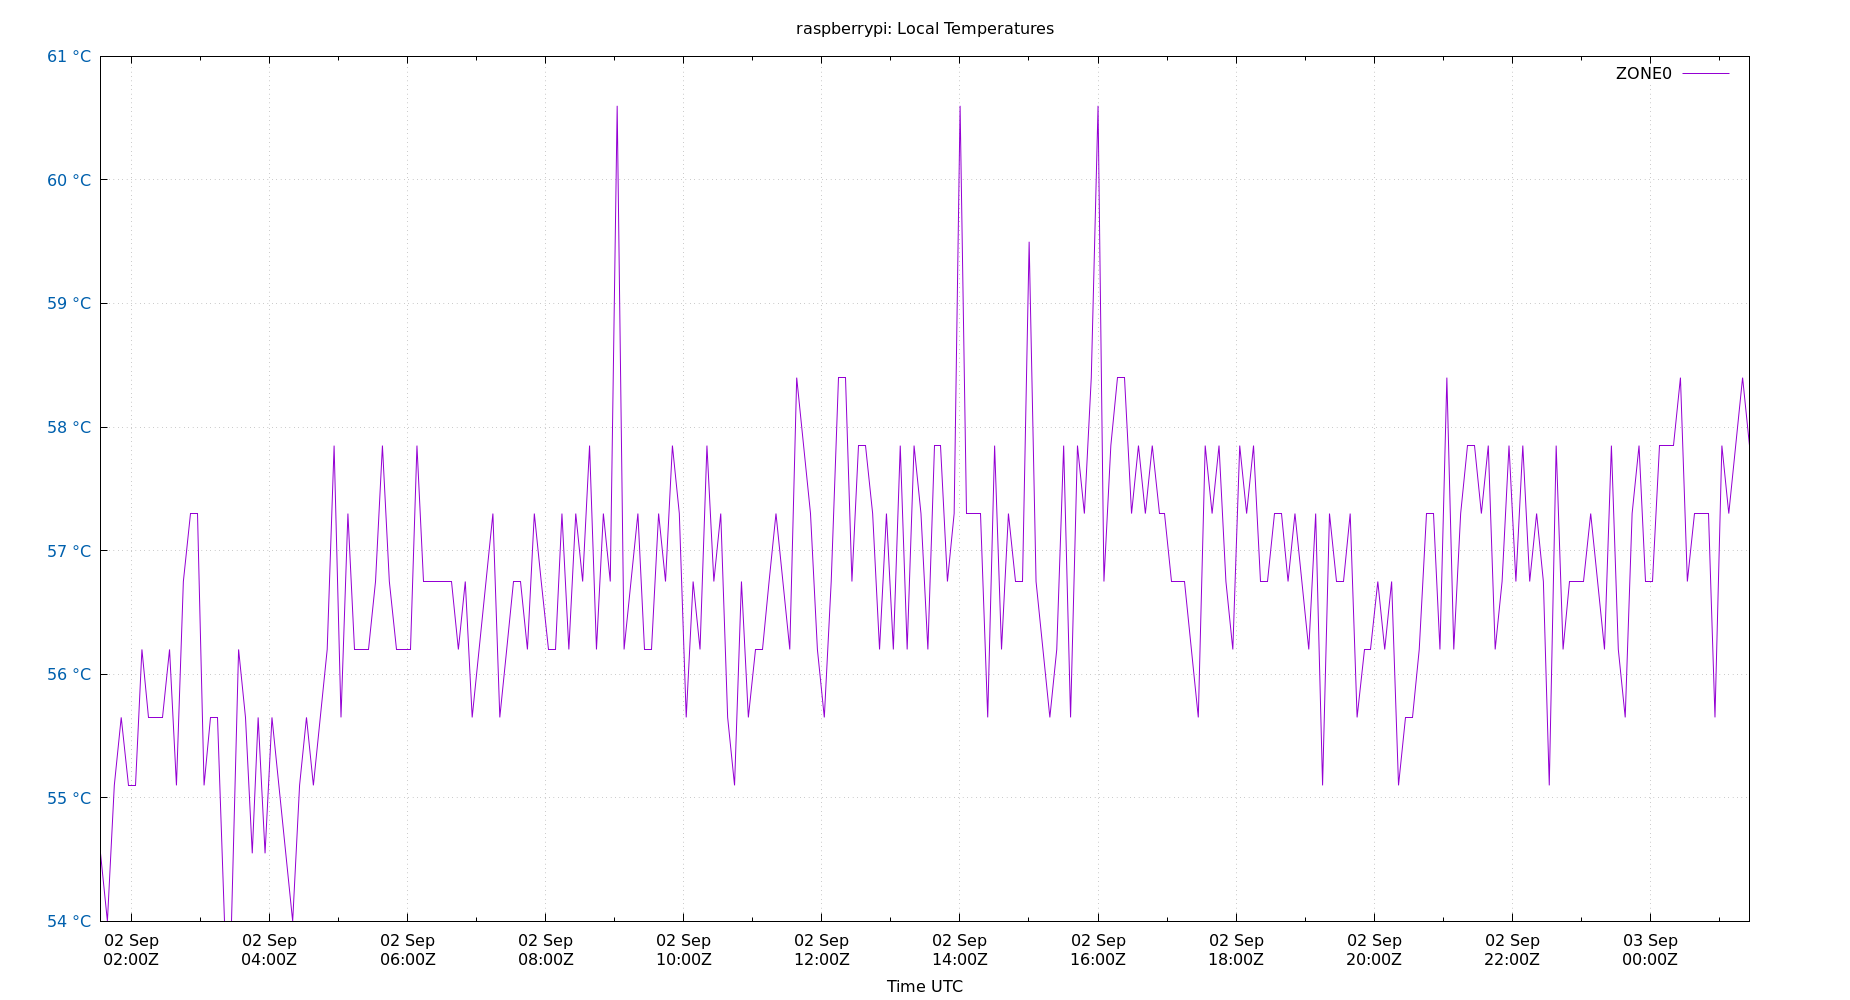 raspberrypi: Local Temperatures
61 °C
ZONE0
60 °C
59 °C
58 °C
57 °C
56 °C
55 °C
54 °C
02 Sep 02 Sep 02 Sep 02 Sep 02 Sep 02 Sep 02 Sep 02 Sep 02 Sep 02 Sep 02 Sep 03 Sep
02:00Z 04:00Z 06:00Z 08:00Z 10:00Z 12:00Z 14:00Z 16:00Z 18:00Z 20:00Z 22:00Z 00:00Z
Time UTC